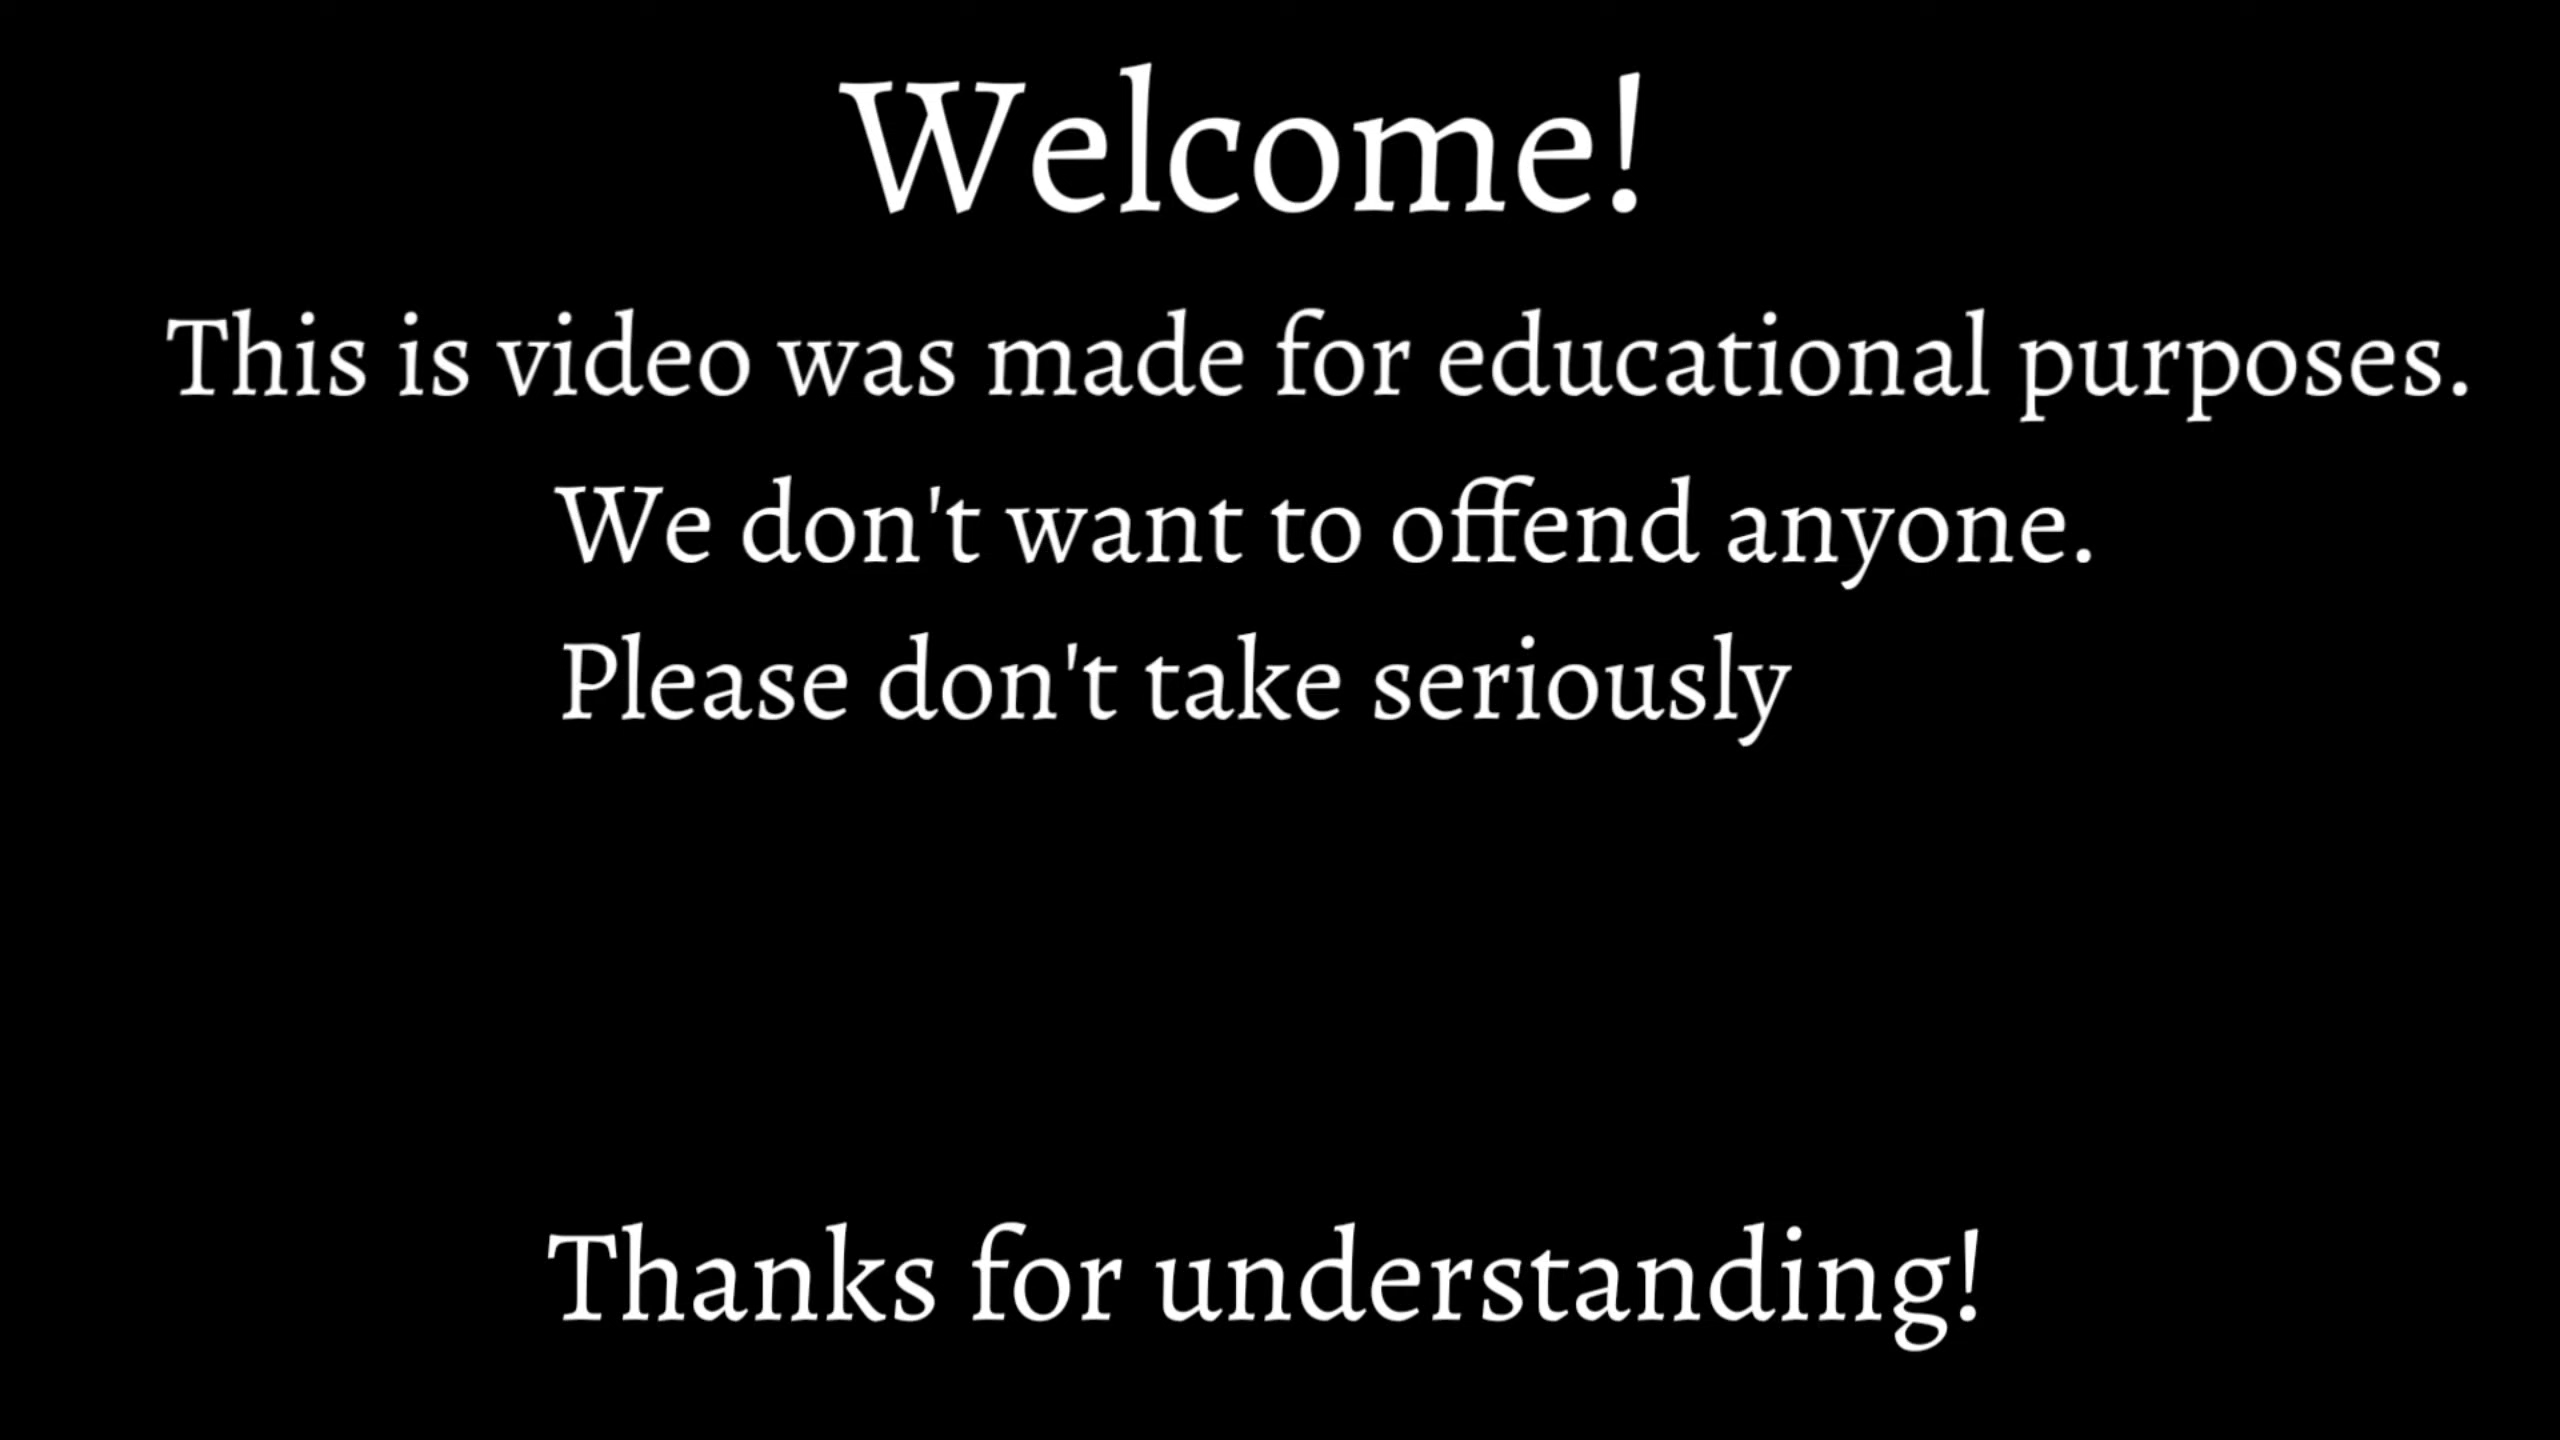 Welcome!
This is video was made for educational purposes.
We don't want to offend anyone.
Please don't take seriously
Thanks for understanding!